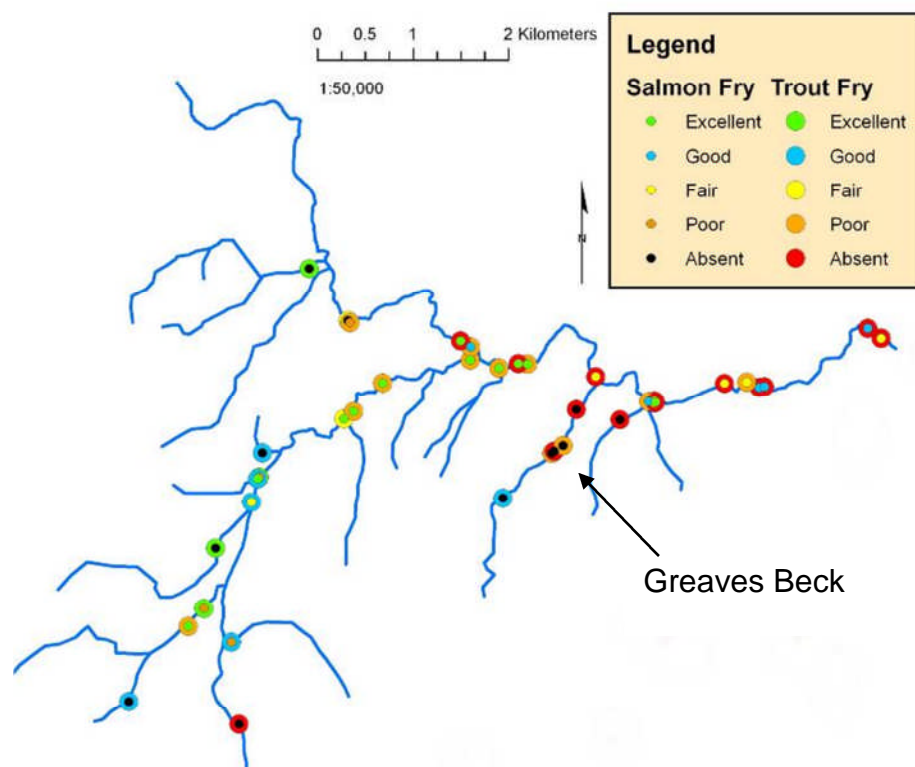 0 0.5 1 2 Kilometers
1:50,000
N
Legend
Salmon Fry Trout Fry
Excellent Excellent
Good Good
Fair Fair
Poor Poor
Absent Absent
Greaves Beck